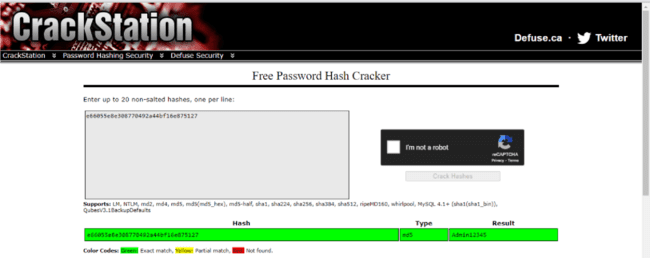 CrackStation
Defuse.ca · Twitter
CrackStation Password Hashing Security Defuse Security
Free Password Hash Cracker
Enter up to 20 non-salted hashes, one per line:
I'm not a robot
reCAPTCHA
Privacy - Terms
Crack Hashes
Supports: LM, NTLM, md2, md4, md5, md5(md5_hex), md5-half, sha1, sha224, sha256, sha384, sha512, ripeMD160, whirlpool, MySQL 4.1+ (sha1(sha1_bin)),
QubesV3.1BackupDefaults
Hash Type Result
md5 Admin12345
Color Codes: Green: Exact match, Yellow: Partial match, Red: Not found.